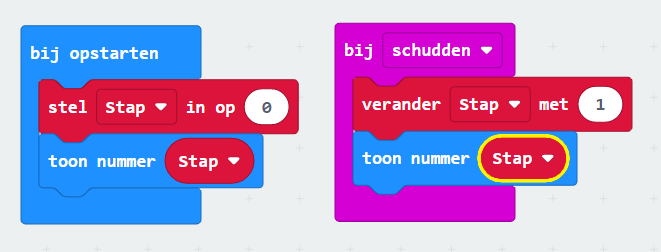 bij opstarten
stel Stap in op 0
toon nummer Stap
bij schudden
verander Stap met 1
toon nummer Stap